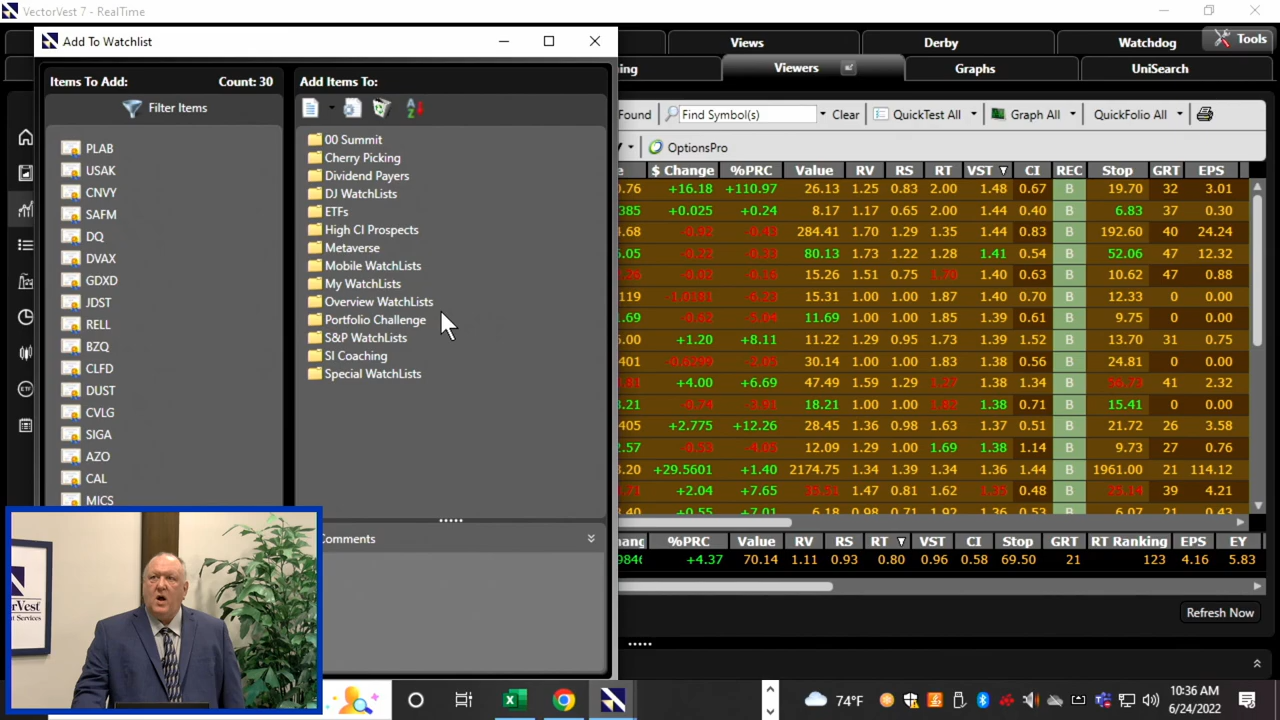 VectorVest 7 - RealTime
Add To Watchlist
Views
Derby
Watchdog
Tools
Viewers
Graphs
UniSearch
Items To Add:
Count: 30
Filter Items
Add Items To:
PLAB
USAK
CNVY
SAFM
DQ
DVAX
GDXD
JDST
RELL
BZQ
CLFD
DUST
CVLG
SIGA
AZO
CAL
MICS
00 Summit
Cherry Picking
Dividend Payers
DJ WatchLists
ETFs
High CI Prospects
Metaverse
Mobile WatchLists
My WatchLists
Overview WatchLists
Portfolio Challenge
S&P WatchLists
SI Coaching
Special WatchLists
Find Symbol(s)
Clear
QuickTest All
Graph All
QuickFolio All
OptionsPro
$ Change %PRC Value RV RS RT VST CI REC Stop GRT EPS
+16.18 +110.97 26.13 1.25 0.83 2.00 1.48 0.67 B 19.70 32 3.01
+0.025 +0.24 8.17 1.17 0.65 2.00 1.44 0.40 B 6.83 37 0.30
284.41 1.70 1.29 1.35 1.44 0.83 B 192.60 40 24.24
80.13 1.73 1.22 1.28 1.41 0.54 B 52.06 47 12.32
15.26 1.51 0.75 1.40 0.63 B 10.62 47 0.88
15.31 1.00 1.00 1.87 1.40 0.70 B 12.33 0 0.00
11.69 1.00 1.00 1.85 1.39 0.61 B 9.75 0 0.00
+1.20 +8.11 11.22 1.29 0.95 1.73 1.39 1.52 B 13.70 31 0.75
30.14 1.00 1.00 1.83 1.38 0.56 B 24.81 0 0.00
+4.00 +6.69 47.49 1.59 1.29 1.38 1.34 B 41 2.32
18.21 1.00 1.00 1.38 0.71 B 15.41 0 0.00
+2.775 +12.26 28.45 1.36 0.98 1.63 1.37 0.51 B 21.72 26 3.58
12.09 1.29 1.00 1.69 1.38 1.14 B 9.73 27 0.76
+29.5601 +1.40 2174.75 1.34 1.39 1.34 1.36 1.44 B 1961.00 21 114.12
+2.04 +7.65 1.47 0.81 1.62 0.48 B 39 4.21
+0.55 +7.01 6.18 0.98 0.71 1.92 1.36 0.53 B 6.07 21 0.43
Comments
%PRC Value RV RS RT VST CI Stop GRT RT Ranking EPS EY
+4.37 70.14 1.11 0.93 0.80 0.96 0.58 69.50 21 123 4.16 5.83
Refresh Now
74°F
10:36 AM
6/24/2022